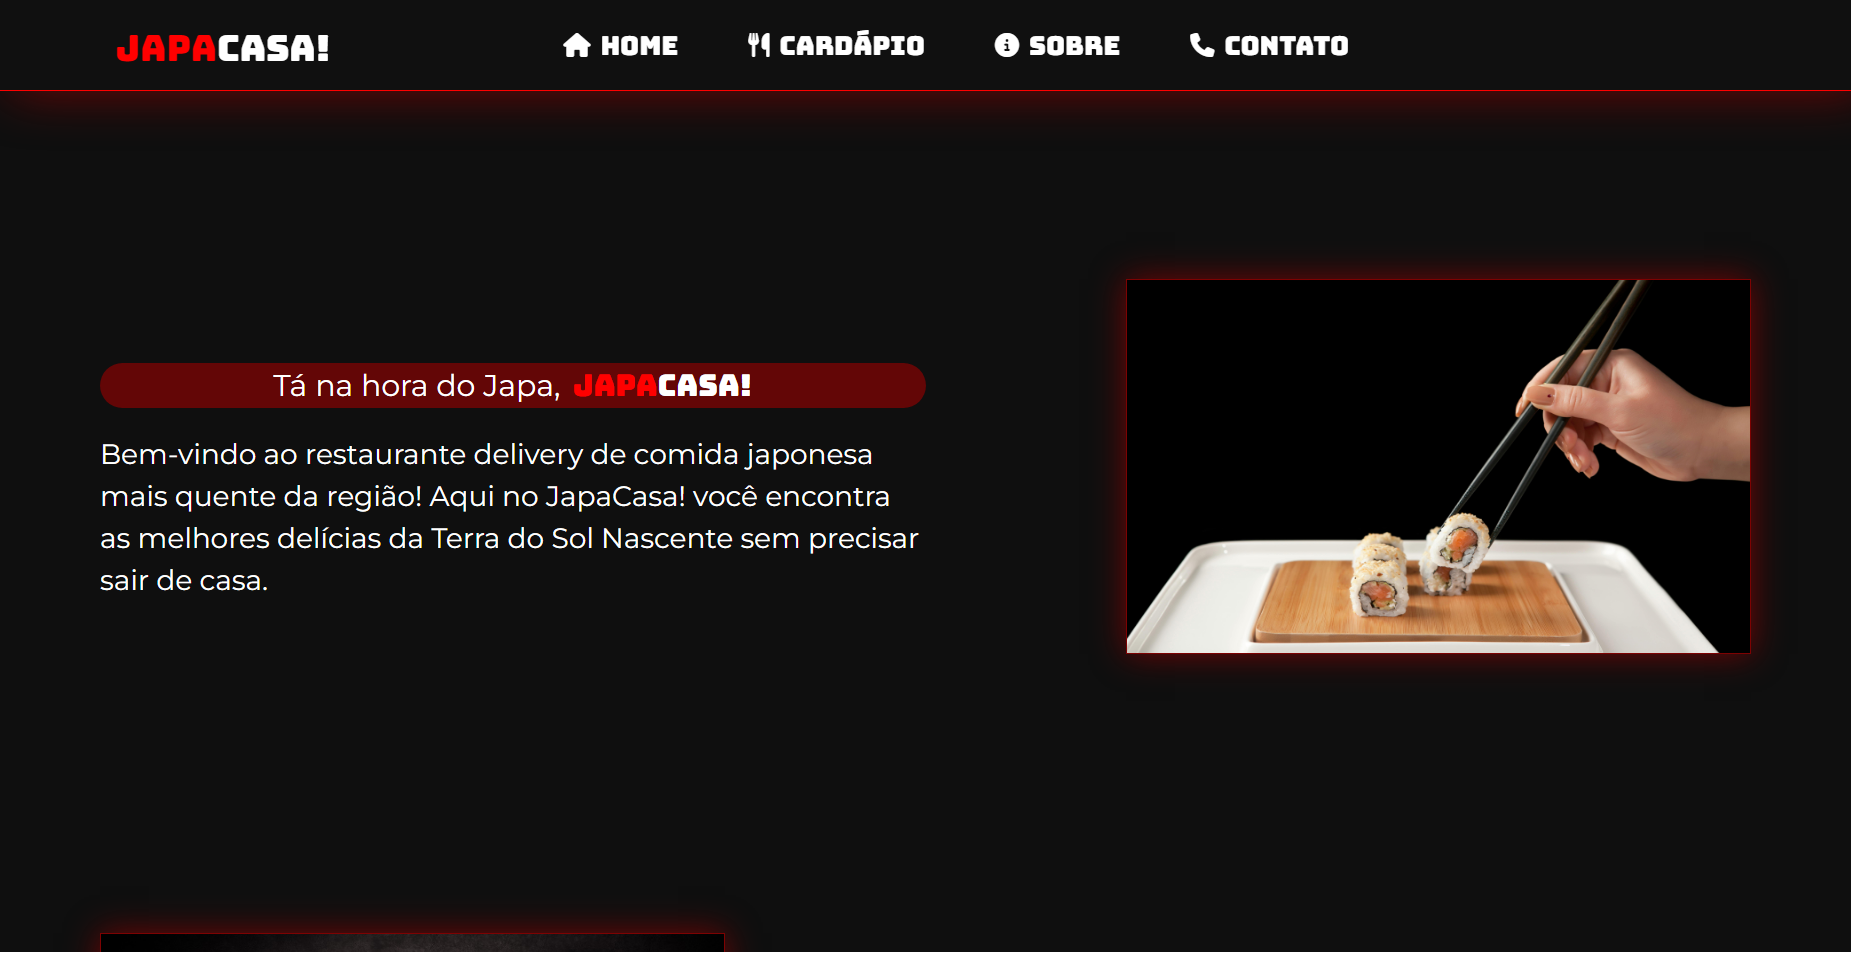 JAPACASA!
HOME
CARDÁPIO
SOBRE
CONTATO
Tá na hora do Japa, JAPACASA!
Bem-vindo ao restaurante delivery de comida japonesa
mais quente da região! Aqui no JapaCasa! você encontra
as melhores delícias da Terra do Sol Nascente sem precisar
sair de casa.